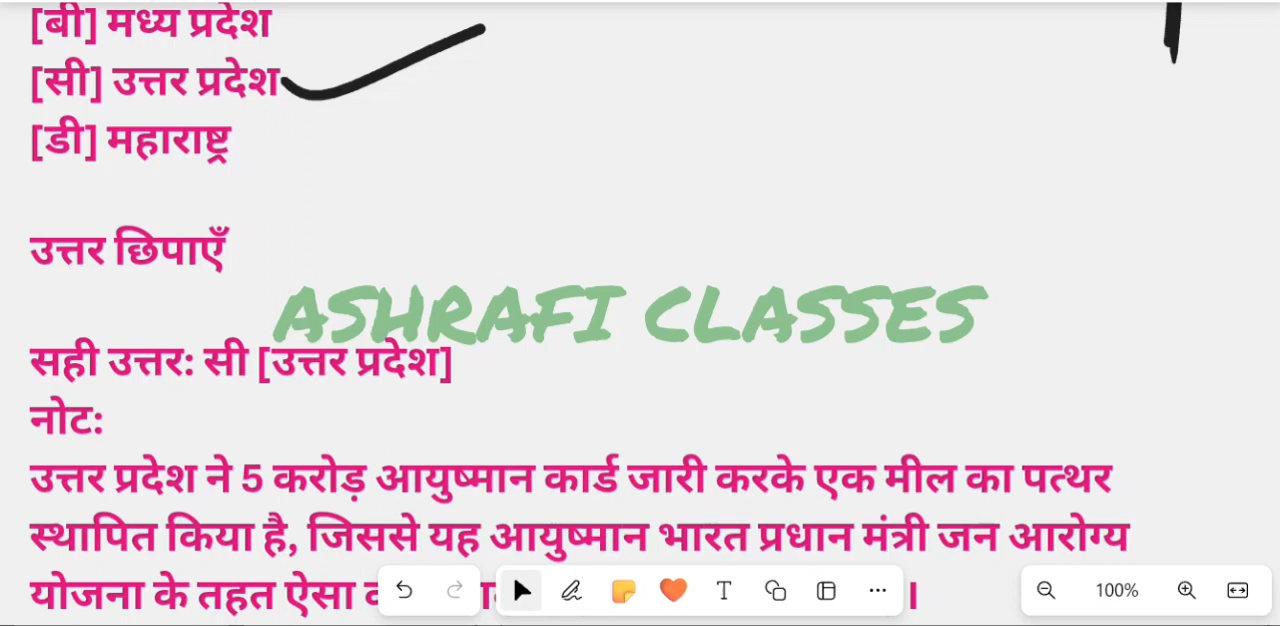 [बी] मध्य प्रदेश
[सी] उत्तर प्रदेश
[डी] महाराष्ट्र
उत्तर छिपाएँ
ASHRAFI CLASSES
सही उत्तर: सी [उत्तर प्रदेश]
नोट:
उत्तर प्रदेश ने 5 करोड़ आयुष्मान कार्ड जारी करके एक मील का पत्थर
स्थापित किया है, जिससे यह आयुष्मान भारत प्रधान मंत्री जन आरोग्य
योजना के तहत ऐसा
T
100%